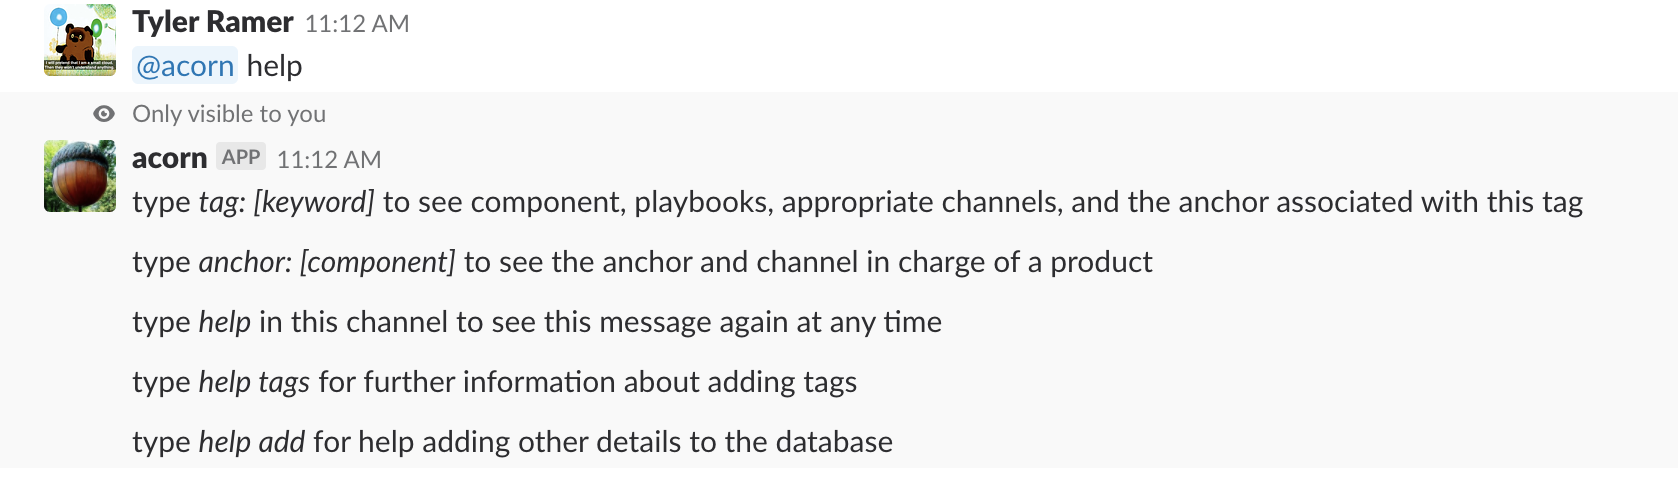 Tyler Ramer 11:12 AM
@acorn help
Only visible to you
acorn APP 11:12 AM
type tag: [keyword] to see component, playbooks, appropriate channels, and the anchor associated with this tag
type anchor: [component] to see the anchor and channel in charge of a product
type help in this channel to see this message again at any time
type help tags for further information about adding tags
type help add for help adding other details to the database